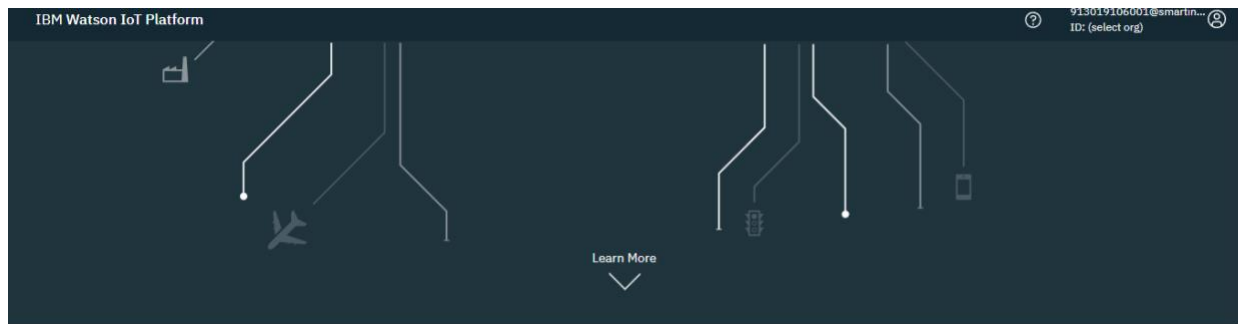 IBM Watson IoT Platform
913019106001@smartin...
ID: (select org)
Learn More